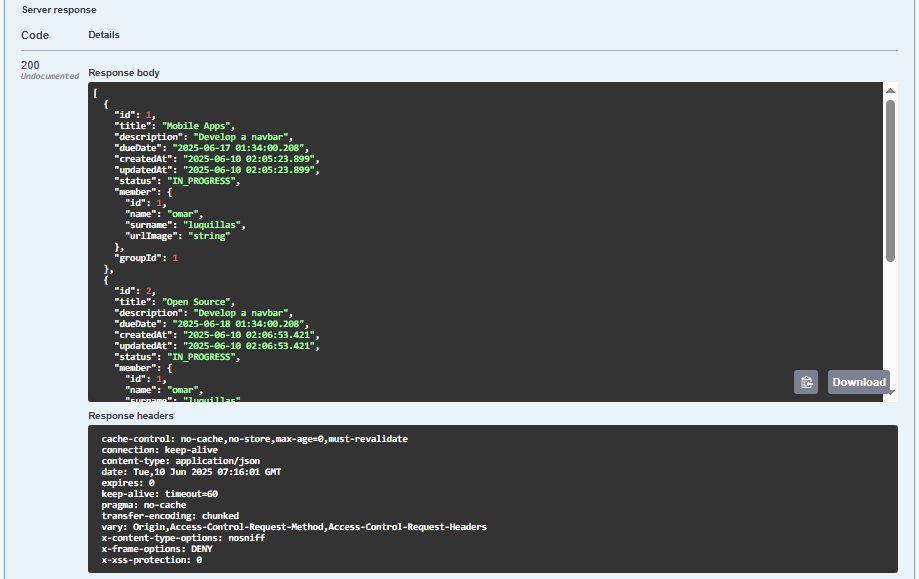 Server response
Code Details
200
Undocumented
Response body
[
  {
    "id": 1,
    "title": "Mobile Apps",
    "description": "Develop a navbar",
    "dueDate": "2025-06-17 01:34:00.208",
    "createdAt": "2025-06-10 02:05:23.899",
    "updatedAt": "2025-06-10 02:05:23.899",
    "status": "IN_PROGRESS",
    "member": {
      "id": 1,
      "name": "omar",
      "surname": "luquillas",
      "urlImage": "string"
    },
    "groupId": 1
  },
  {
    "id": 2,
    "title": "Open Source",
    "description": "Develop a navbar",
    "dueDate": "2025-06-18 01:34:00.208",
    "createdAt": "2025-06-10 02:06:53.421",
    "updatedAt": "2025-06-10 02:06:53.421",
    "status": "IN_PROGRESS",
    "member": {
      "id": 1,
      "name": "omar",
      "surname": "luquillas"
Download
Response headers
cache-control: no-cache,no-store,max-age=0,must-revalidate
connection: keep-alive
content-type: application/json
date: Tue,10 Jun 2025 07:16:01 GMT
expires: 0
keep-alive: timeout=60
pragma: no-cache
transfer-encoding: chunked
vary: Origin,Access-Control-Request-Method,Access-Control-Request-Headers
x-content-type-options: nosniff
x-frame-options: DENY
x-xss-protection: 0